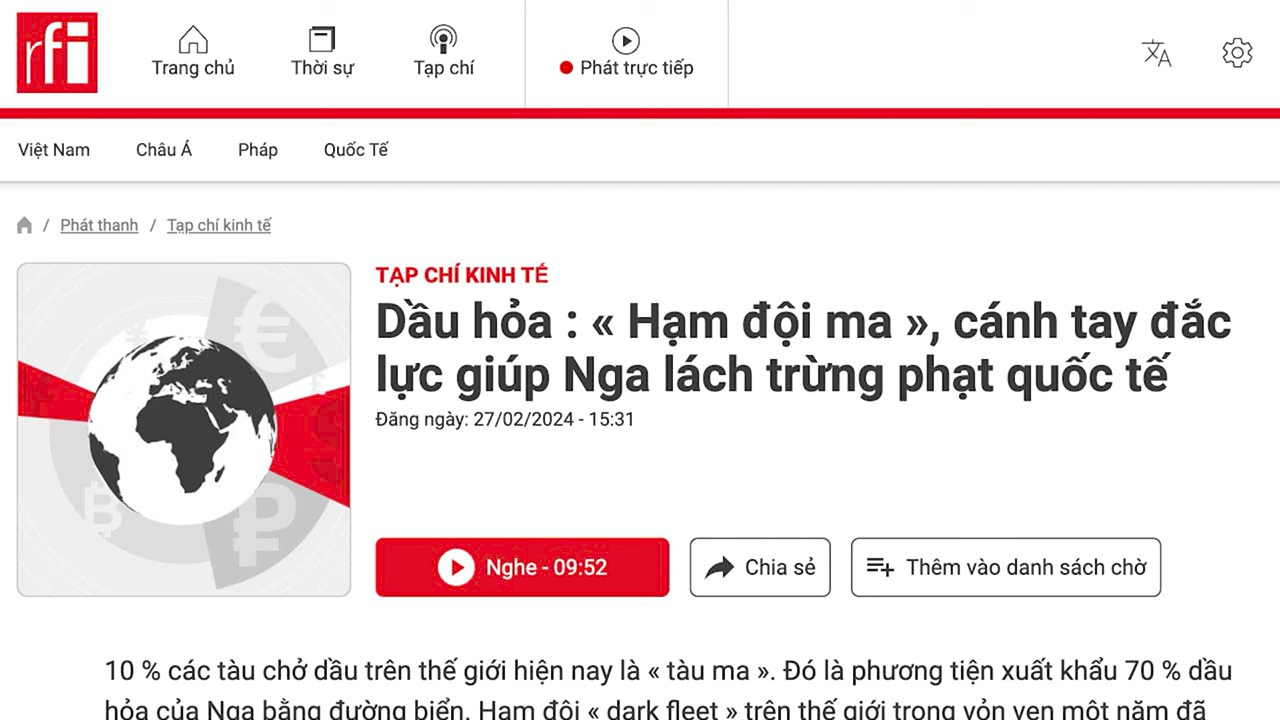 rfi
Trang chủ
Thời sự
Tạp chí
Phát trực tiếp
Việt Nam
Châu Á
Pháp
Quốc Tế
/ Phát thanh / Tạp chí kinh tế
TẠP CHÍ KINH TẾ
Dầu hỏa : « Hạm đội ma », cánh tay đắc
lực giúp Nga lách trừng phạt quốc tế
Đăng ngày: 27/02/2024 - 15:31
Nghe - 09:52
Chia sẻ
Thêm vào danh sách chờ
10 % các tàu chở dầu trên thế giới hiện nay là « tàu ma ». Đó là phương tiện xuất khẩu 70 % dầu
hỏa của Nga bằng đường biển. Hạm đội « dark fleet » trên thế giới trong vỏn vẹn một năm đã